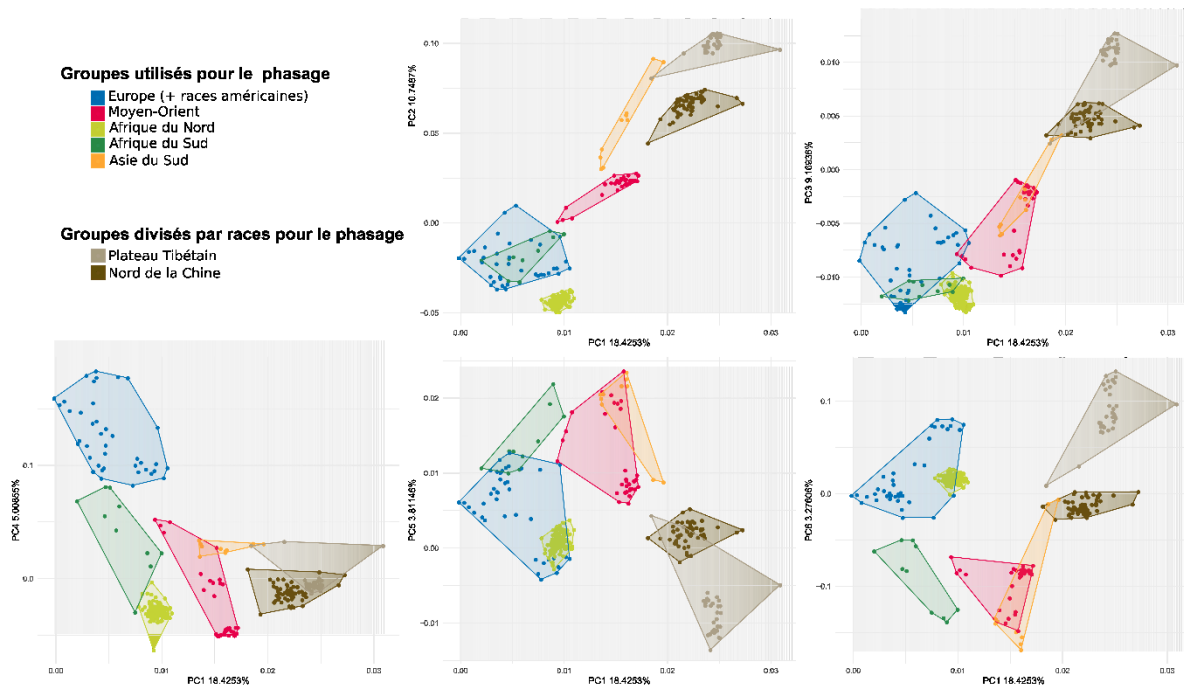 Groupes utilisés pour le phasage
Europe (+ races américaines)
Moyen-Orient
Afrique du Nord
Afrique du Sud
Asie du Sud
Groupes divisés par races pour le phasage
Plateau Tibétain
Nord de la Chine
PC2 10.7487%
0.10
0.05
0.00
−0.05
0.00
0.01
0.02
0.03
PC1 18.4253%
PC3 9.16936%
0.010
0.005
0.000
−0.005
−0.010
0.00
0.01
0.02
0.03
PC1 18.4253%
PC4 5.00855%
0.1
0.0
0.00
0.01
0.02
0.03
PC1 18.4253%
PC5 3.81146%
0.02
0.01
0.00
−0.01
0.00
0.01
0.02
0.03
PC1 18.4253%
PC6 3.27606%
0.1
0.0
−0.1
0.00
0.01
0.02
0.03
PC1 18.4253%